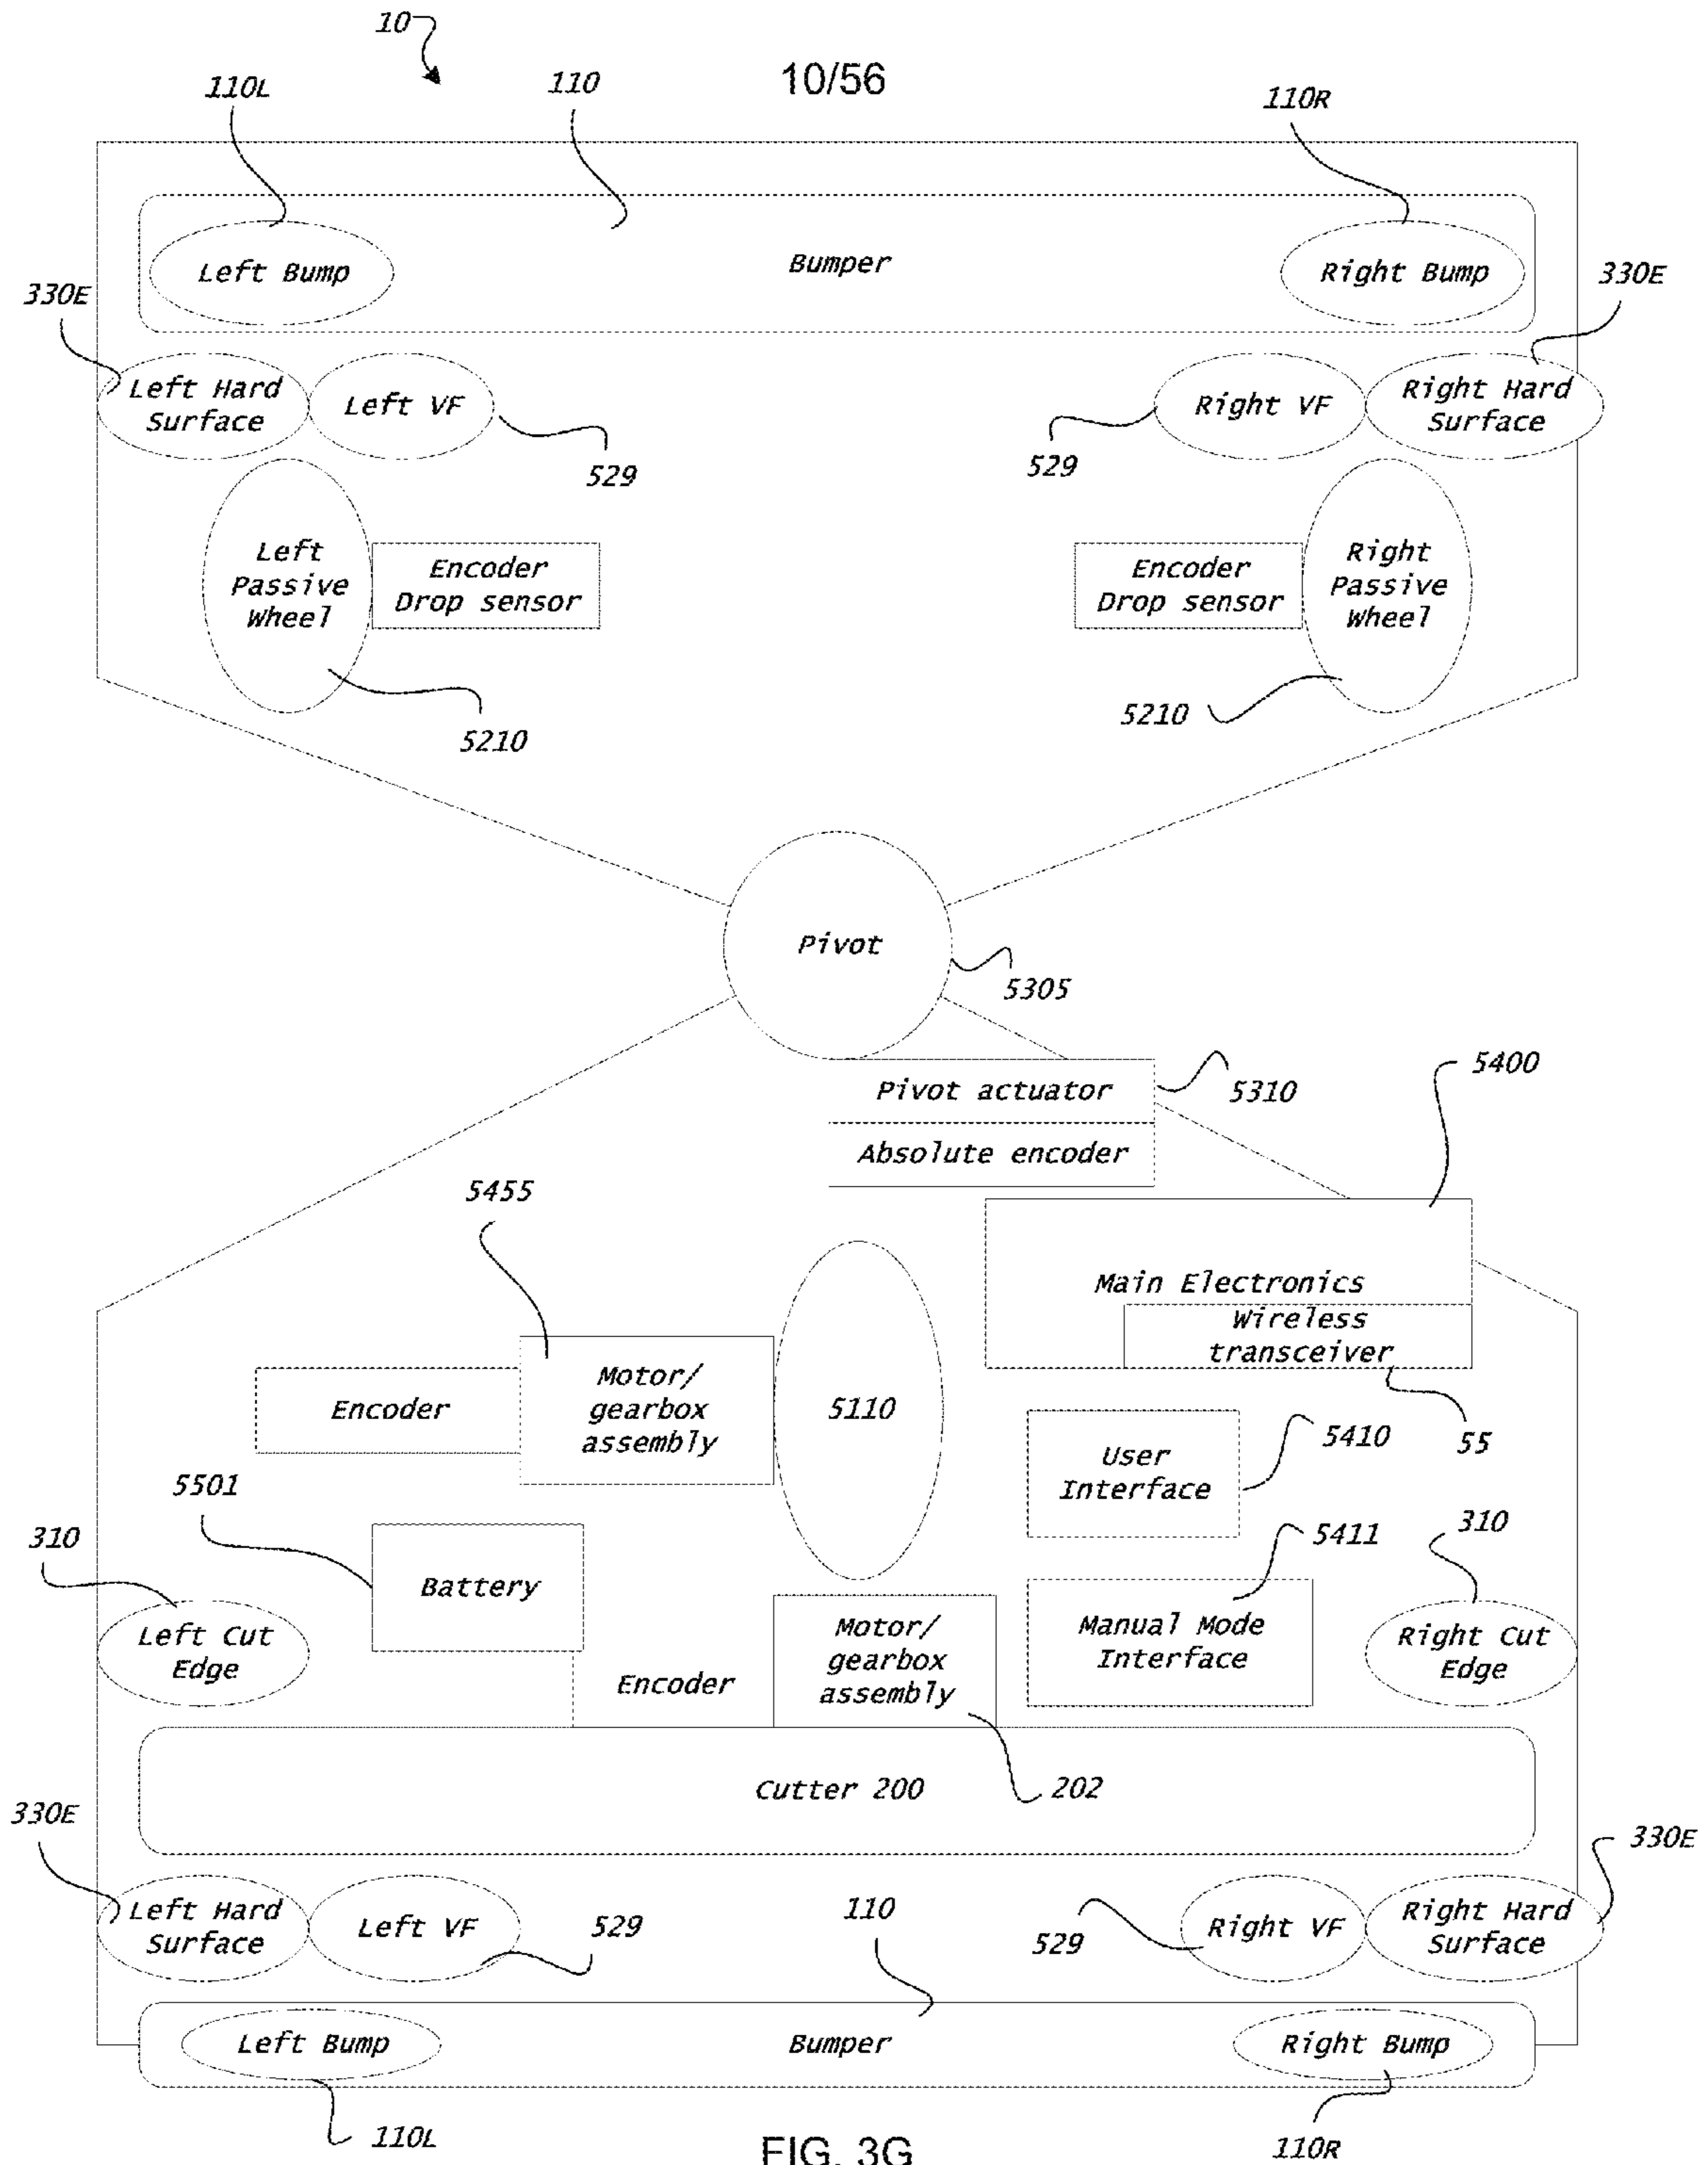 10
10/56
110L
110
110R
Left Bump
Bumper
Right Bump
330E
330E
Left Hard
Surface
Left VF
Right VF
Right Hard
Surface
529
529
Left
Passive
Wheel
Encoder
Drop sensor
Encoder
Drop sensor
Right
Passive
Wheel
5210
5210
Pivot
5305
Pivot actuator
5310
5400
Absolute encoder
5455
Main Electronics
Wireless
transceiver
Encoder
Motor/
gearbox
assembly
5110
55
User
Interface
5410
5501
310
Battery
5411
310
Left Cut
Edge
Encoder
Motor/
gearbox
assembly
Manual Mode
Interface
Right Cut
Edge
Cutter 200
202
330E
330E
Left Hard
Surface
Left VF
529
110
529
Right VF
Right Hard
Surface
Left Bump
Bumper
Right Bump
110L
110R
FIG. 3G